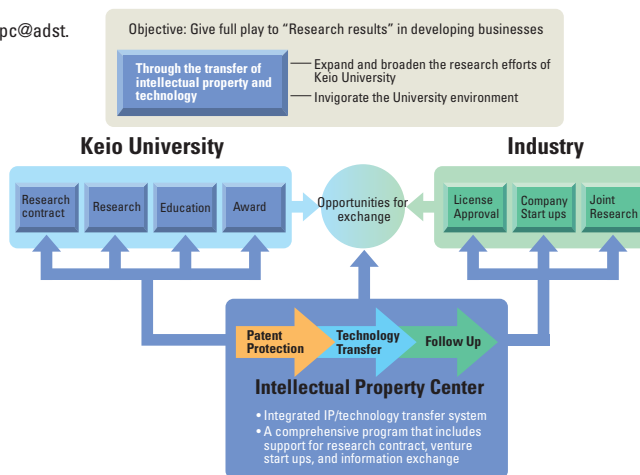 pc@adst.
Objective: Give full play to “Research results” in developing businesses
Through the transfer of
intellectual property and
technology
Expand and broaden the research efforts of
Keio University
Invigorate the University environment
Keio University
Industry
Research
contract
Research
Education
Award
Opportunities for
exchange
License
Approval
Company
Start ups
Joint
Research
Patent
Protection
Technology
Transfer
Follow Up
Intellectual Property Center
• Integrated IP/technology transfer system
• A comprehensive program that includes
support for research contract, venture
start ups, and information exchange